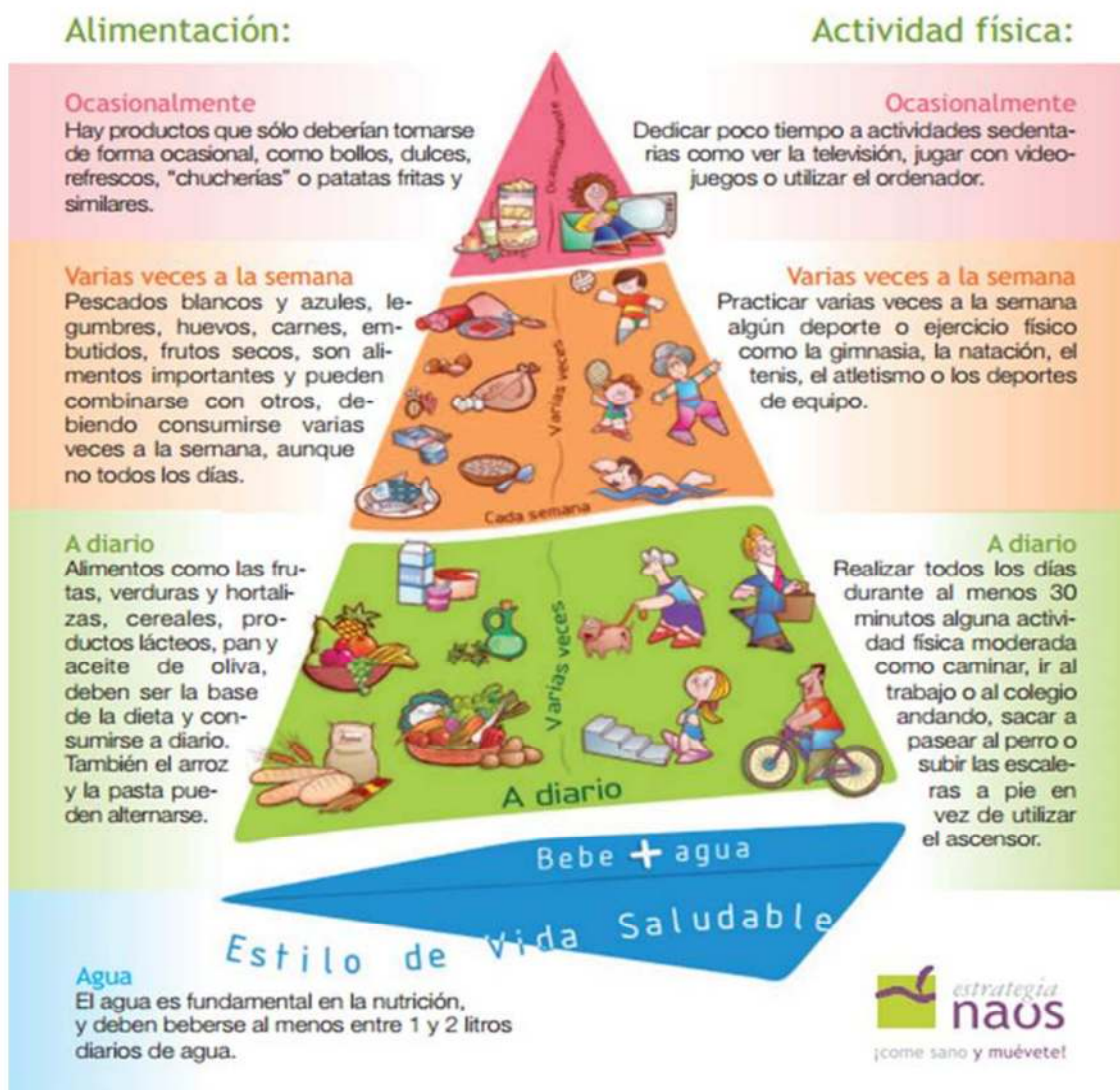 Alimentación:
Actividad física:
Ocasionalmente
Hay productos que sólo deberían tomarse
de forma ocasional, como bollos, dulces,
refrescos, "chucherías" o patatas fritas y
similares.
Ocasionalmente
Dedicar poco tiempo a actividades sedenta-
rias como ver la televisión, jugar con video-
juegos o utilizar el ordenador.
Ocasionalmente
Varias veces a la semana
Pescados blancos y azules, le-
gumbres, huevos, carnes, em-
butidos, frutos secos, son ali-
mentos importantes y pueden
combinarse con otros, de-
biendo consumirse varias
veces a la semana, aunque
no todos los días.
Varias veces a la semana
Practicar varias veces a la semana
algún deporte o ejercicio físico
como la gimnasia, la natación, el
tenis, el atletismo o los deportes
de equipo.
Varias veces
Cada semana
A diario
Alimentos como las fru-
tas, verduras y hortali-
zas, cereales, pro-
ductos lácteos, pan y
aceite de oliva,
deben ser la base
de la dieta y con-
sumirse a diario.
También el arroz
y la pasta pue-
den alternarse.
A diario
Realizar todos los días
durante al menos 30
minutos alguna activi-
dad física moderada
como caminar, ir al
trabajo o al colegio
andando, sacar a
pasear al perro o
subir las escale-
ras a pie en
vez de utilizar
el ascensor.
Varias veces
A diario
Bebe + agua
Estilo de Vida Saludable
Agua
El agua es fundamental en la nutrición,
y deben beberse al menos entre 1 y 2 litros
diarios de agua.
estrategia
naos
¡come sano y muévete!